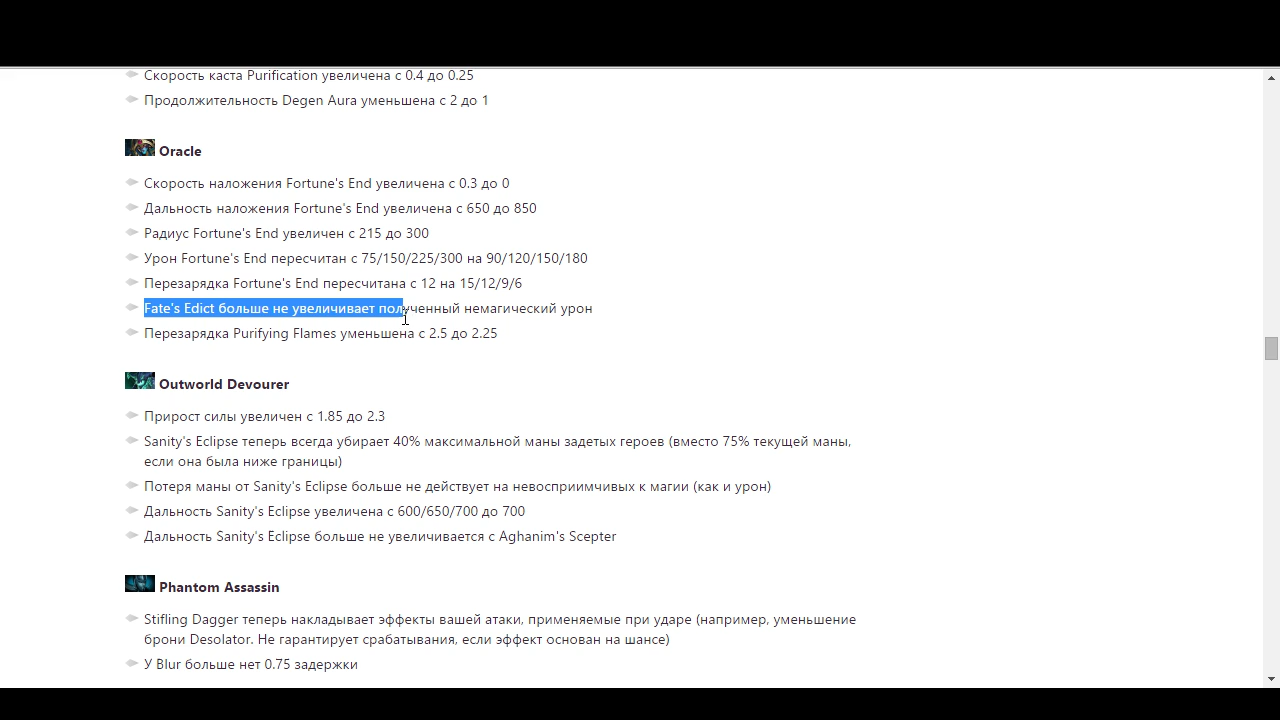 Скорость каста Purification увеличена с 0.4 до 0.25
Продолжительность Degen Aura уменьшена с 2 до 1
Oracle
Скорость наложения Fortune's End увеличена с 0.3 до 0
Дальность наложения Fortune's End увеличена с 650 до 850
Радиус Fortune's End увеличен с 215 до 300
Урон Fortune's End пересчитан с 75/150/225/300 на 90/120/150/180
Перезарядка Fortune's End пересчитана с 12 на 15/12/9/6
Fate's Edict больше не увеличивает полученный немагический урон
Перезарядка Purifying Flames уменьшена с 2.5 до 2.25
Outworld Devourer
Прирост силы увеличен с 1.85 до 2.3
Sanity's Eclipse теперь всегда убирает 40% максимальной маны задетых героев (вместо 75% текущей маны,
если она была ниже границы)
Потеря маны от Sanity's Eclipse больше не действует на невосприимчивых к магии (как и урон)
Дальность Sanity's Eclipse увеличена с 600/650/700 до 700
Дальность Sanity's Eclipse больше не увеличивается с Aghanim's Scepter
Phantom Assassin
Stifling Dagger теперь накладывает эффекты вашей атаки, применяемые при ударе (например, уменьшение
брони Desolator. Не гарантирует срабатывания, если эффект основан на шансе)
У Blur больше нет 0.75 задержки